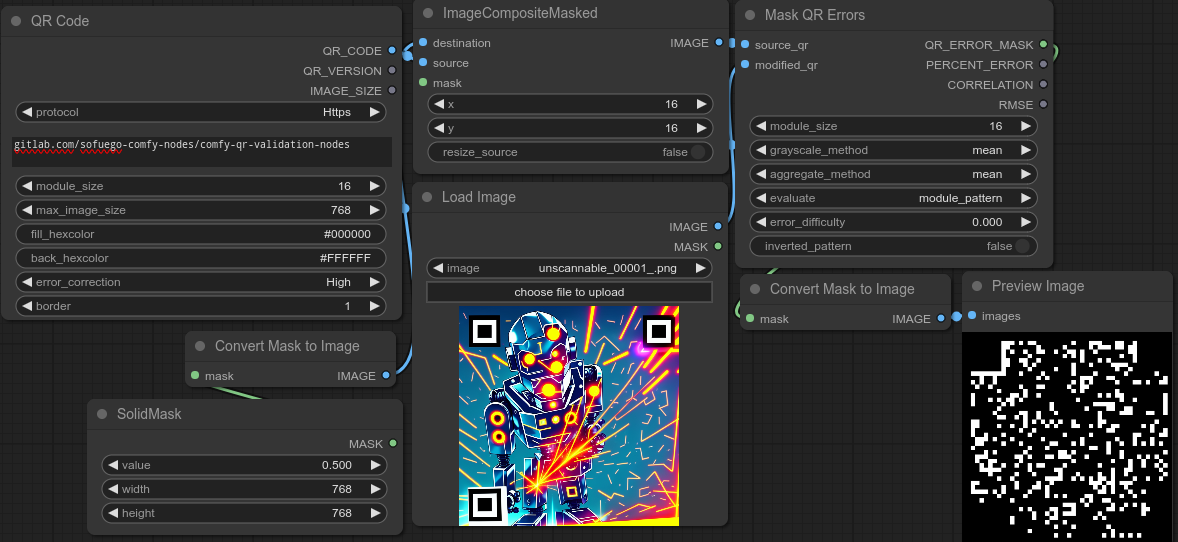 QR Code
QR_CODE
QR_VERSION
IMAGE_SIZE
protocol Https
gitlab.com/sofuego-comfy-nodes/comfy-qr-validation-nodes
module_size 16
max_image_size 768
fill_hexcolor #000000
back_hexcolor #FFFFFF
error_correction High
border 1
Convert Mask to Image
mask IMAGE
SolidMask
MASK
value 0.500
width 768
height 768
ImageCompositeMasked
destination IMAGE
source
mask
x 16
y 16
resize_source false
Load Image
IMAGE
MASK
image unscannable_00001_.png
choose file to upload
Mask QR Errors
source_qr QR_ERROR_MASK
modified_qr PERCENT_ERROR
CORRELATION
RMSE
module_size 16
grayscale_method mean
aggregate_method mean
evaluate module_pattern
error_difficulty 0.000
inverted_pattern false
Convert Mask to Image
mask IMAGE
Preview Image
images